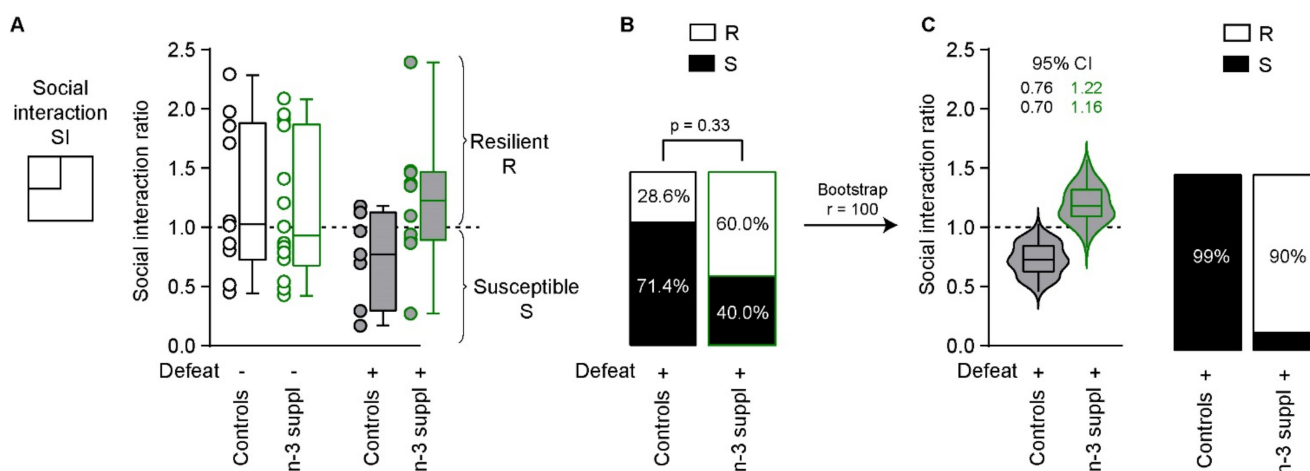 A
Social
interaction
SI
Social interaction ratio
2.5
2.0
1.5
1.0
0.5
0.0
Resilient
R
Susceptible
S
Defeat - - + +
Controls
n-3 suppl
Controls
n-3 suppl
B
R
S
p = 0.33
28.6%
71.4%
60.0%
40.0%
Defeat + +
Controls
n-3 suppl
Bootstrap
r = 100
C
Social interaction ratio
2.5
2.0
1.5
1.0
0.5
0.0
95% CI
0.76 1.22
0.70 1.16
Defeat + +
Controls
n-3 suppl
R
S
99%
90%
Controls +
n-3 suppl +